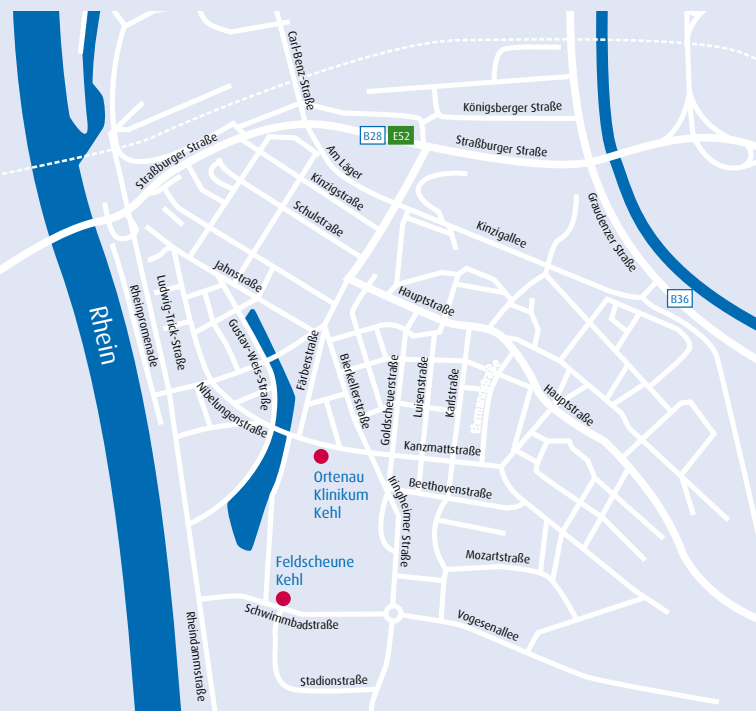 Carl-Benz-Straße
Königsberger Straße
B28
E52
Straßburger Straße
Straßburger Straße
Am Läger
Kinzigstraße
Schulstraße
Kinzigallee
Graudenzer Straße
B36
Jahnstraße
Hauptstraße
Rhein
Rheinpromenade
Ludwig-Trick-Straße
Gustav-Weis-Straße
Färberstraße
Bierkellerstraße
Goldscheuerstraße
Luisenstraße
Karlstraße
Hauptstraße
Nibelungenstraße
Kanzmattstraße
Ortenau
Klinikum
Kehl
Iringheimer Straße
Beethovenstraße
Feldscheune
Kehl
Mozartstraße
Schwimmbadstraße
Vogesenallee
Rheindammstraße
Stadionstraße